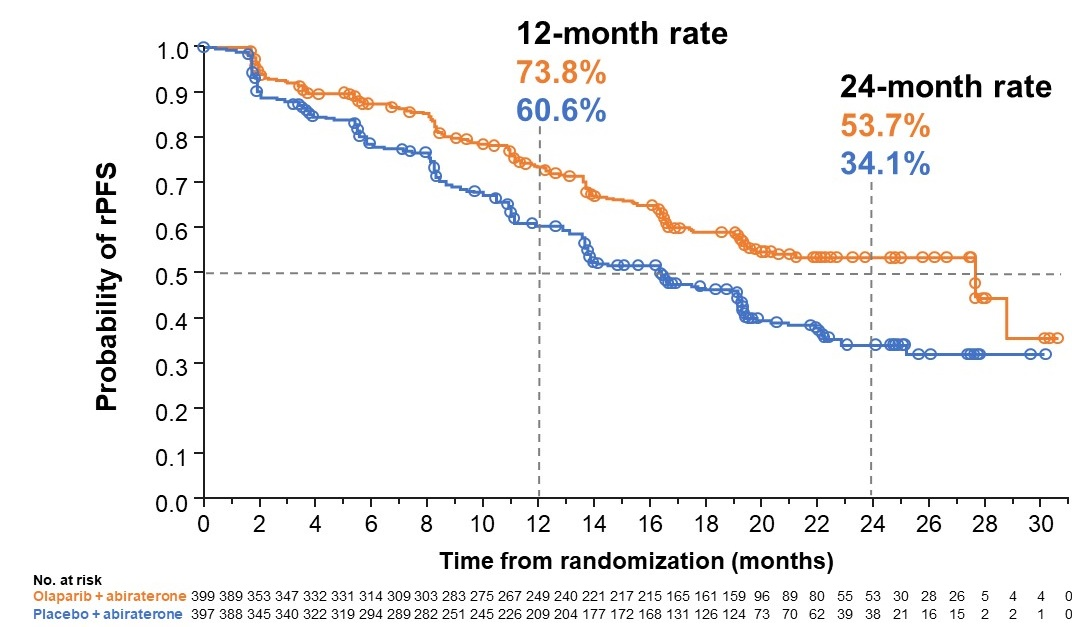 12-month rate
73.8%
60.6%
24-month rate
53.7%
34.1%
Probability of rPFS
1.0
0.9
0.8
0.7
0.6
0.5
0.4
0.3
0.2
0.1
0.0
0 2 4 6 8 10 12 14 16 18 20 22 24 26 28 30
Time from randomization (months)
No. at risk
Olaparib + abiraterone 399 389 353 347 332 331 314 309 303 283 275 267 249 240 221 217 215 165 161 159 96 89 80 55 53 30 28 26 5 4 4 0
Placebo + abiraterone 397 388 345 340 322 319 294 289 282 251 245 226 209 204 177 172 168 131 126 124 73 70 62 39 38 21 16 15 2 2 1 0